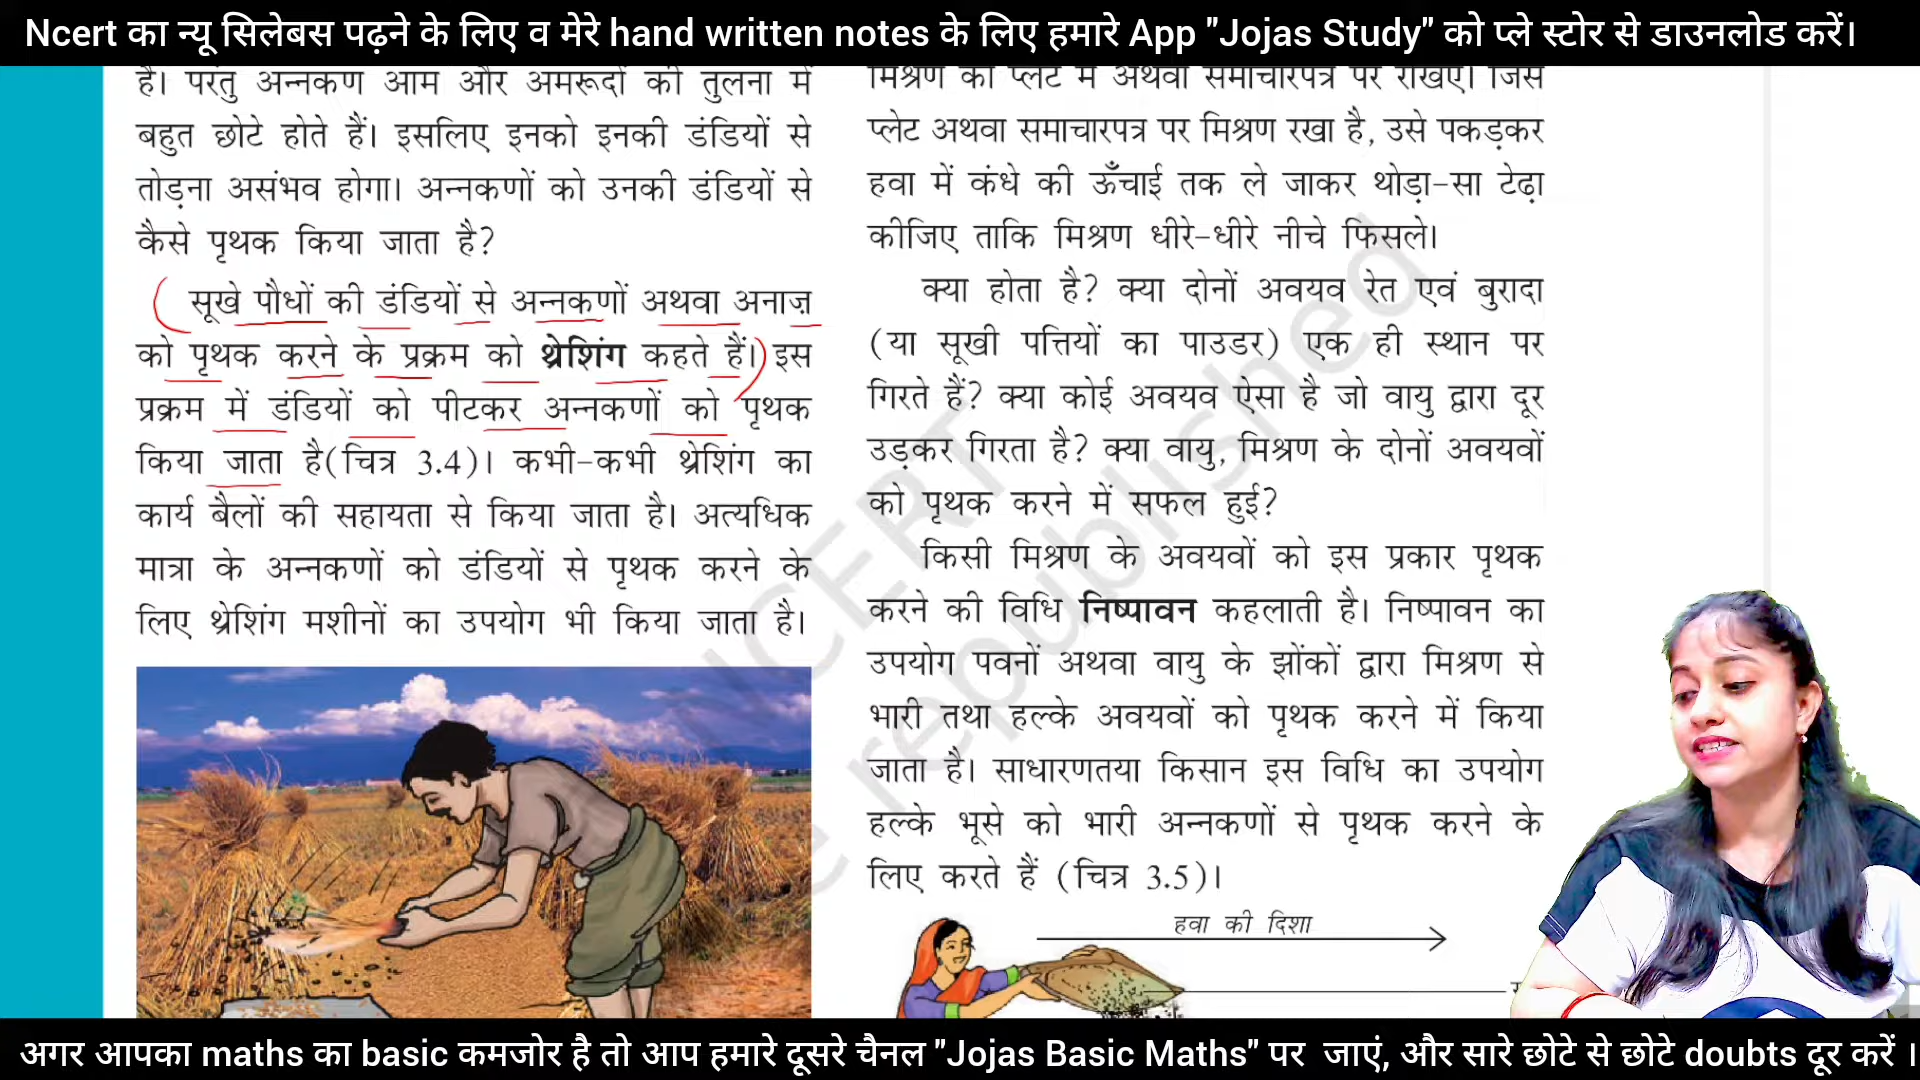 Ncert का न्यू सिलेबस पढ़ने के लिए व मेरे hand written notes के लिए हमारे App "Jojas Study" को प्ले स्टोर से डाउनलोड करें।
है। परंतु अन्नकण आम और अमरूदों की तुलना में
बहुत छोटे होते हैं। इसलिए इनको इनकी डंडियों से
तोड़ना असंभव होगा। अन्नकणों को उनकी डंडियों से
कैसे पृथक किया जाता है?
सूखे पौधों की डंडियों से अन्नकणों अथवा अनाज़
को पृथक करने के प्रक्रम को थ्रेशिंग कहते हैं। इस
प्रक्रम में डंडियों को पीटकर अन्नकणों को पृथक
किया जाता है(चित्र 3.4)। कभी-कभी थ्रेशिंग का
कार्य बैलों की सहायता से किया जाता है। अत्यधिक
मात्रा के अन्नकणों को डंडियों से पृथक करने के
लिए थ्रेशिंग मशीनों का उपयोग भी किया जाता है।
मिश्रण को प्लेट में अथवा समाचारपत्र पर रखिए। जिस
प्लेट अथवा समाचारपत्र पर मिश्रण रखा है, उसे पकड़कर
हवा में कंधे की ऊँचाई तक ले जाकर थोड़ा-सा टेढ़ा
कीजिए ताकि मिश्रण धीरे-धीरे नीचे फिसले।
क्या होता है? क्या दोनों अवयव रेत एवं बुरादा
(या सूखी पत्तियों का पाउडर) एक ही स्थान पर
गिरते हैं? क्या कोई अवयव ऐसा है जो वायु द्वारा दूर
उड़कर गिरता है? क्या वायु, मिश्रण के दोनों अवयवों
को पृथक करने में सफल हुई?
किसी मिश्रण के अवयवों को इस प्रकार पृथक
करने की विधि निष्पावन कहलाती है। निष्पावन का
उपयोग पवनों अथवा वायु के झोंकों द्वारा मिश्रण से
भारी तथा हल्के अवयवों को पृथक करने में किया
जाता है। साधारणतया किसान इस विधि का उपयोग
हल्के भूसे को भारी अन्नकणों से पृथक करने के
लिए करते हैं (चित्र 3.5)।
हवा की दिशा
NCERT
republished
अगर आपका maths का basic कमजोर है तो आप हमारे दूसरे चैनल "Jojas Basic Maths" पर जाएं, और सारे छोटे से छोटे doubts दूर करें ।